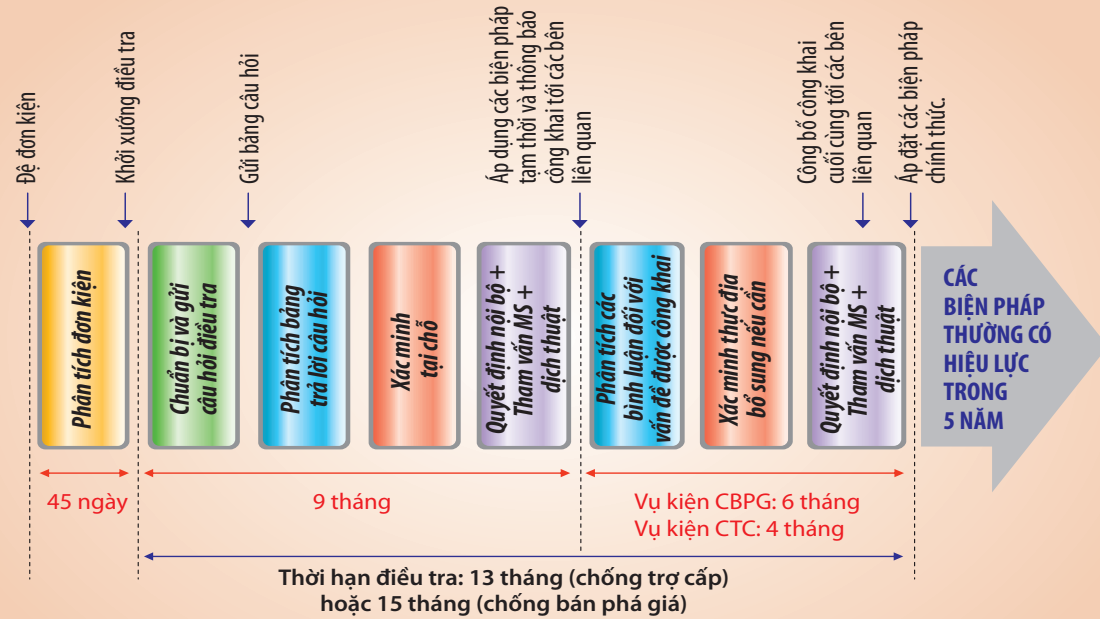 Đệ đơn kiện
Khởi xướng điều tra
Gửi bảng câu hỏi
Áp dụng các biện pháp
tạm thời và thông báo
công khai tới các bên
liên quan
Công bố công khai
cuối cùng tới các bên
liên quan
Áp đặt các biện pháp
chính thức.
Phân tích đơn kiện
Chuẩn bị và gửi
câu hỏi điều tra
Phân tích bảng
trả lời câu hỏi
Xác minh
tại chỗ
Quyết định nội bộ +
Tham vấn MS +
dịch thuật
Phân tích các
bình luận đối với
vấn đề được công khai
Xác minh thực địa
bổ sung nếu cần
Quyết định nội bộ +
Tham vấn MS +
dịch thuật
CÁC
BIỆN PHÁP
THƯỜNG CÓ
HIỆU LỰC
TRONG
5 NĂM
45 ngày
9 tháng
Vụ kiện CBPG: 6 tháng
Vụ kiện CTC: 4 tháng
Thời hạn điều tra: 13 tháng (chống trợ cấp)
hoặc 15 tháng (chống bán phá giá)